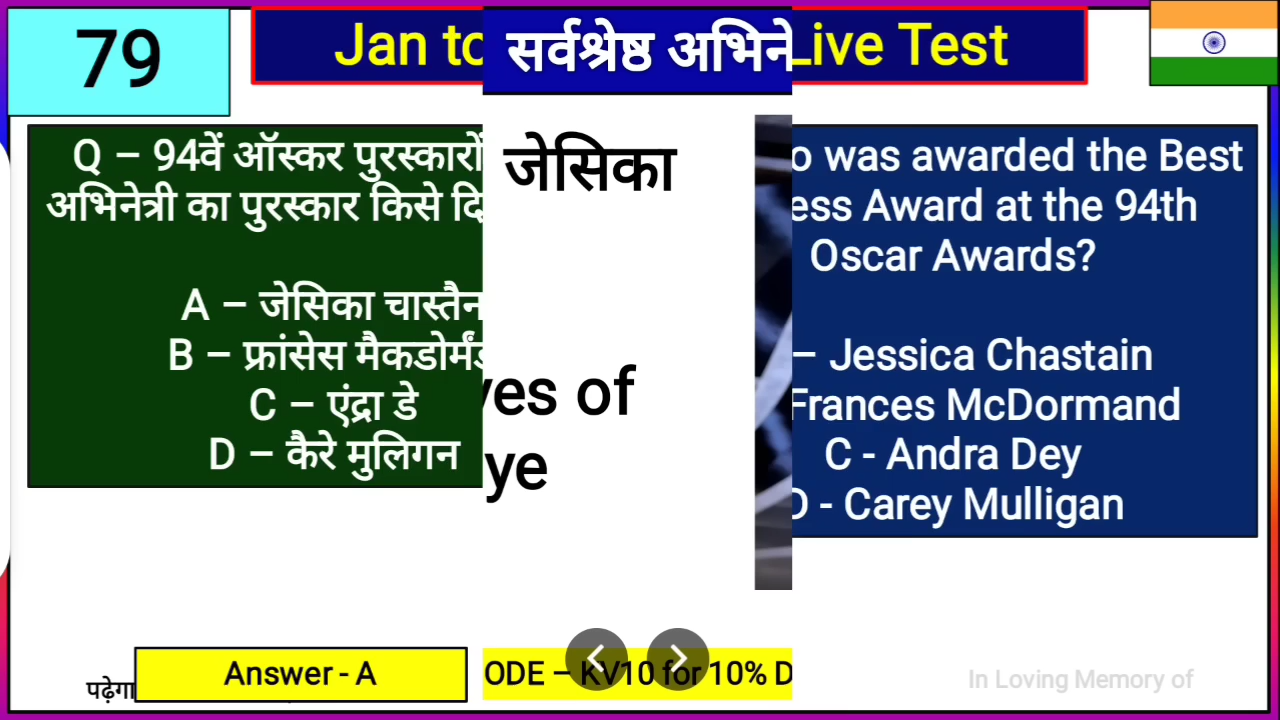 79
Jan to
सर्वश्रेष्ठ अभिने
Live Test
Q – 94वें ऑस्कर पुरस्कारों
अभिनेत्री का पुरस्कार किसे दि
A – जेसिका चास्तैन
B – फ्रांसेस मैकडोर्मंड
C – एंद्रा डे
D – कैरे मुलिगन
जेसिका
yes of
ye
o was awarded the Best
ess Award at the 94th
Oscar Awards?
– Jessica Chastain
Frances McDormand
C - Andra Dey
D - Carey Mulligan
पढ़ेगा
Answer - A
ODE – KV10 for 10% D
In Loving Memory of